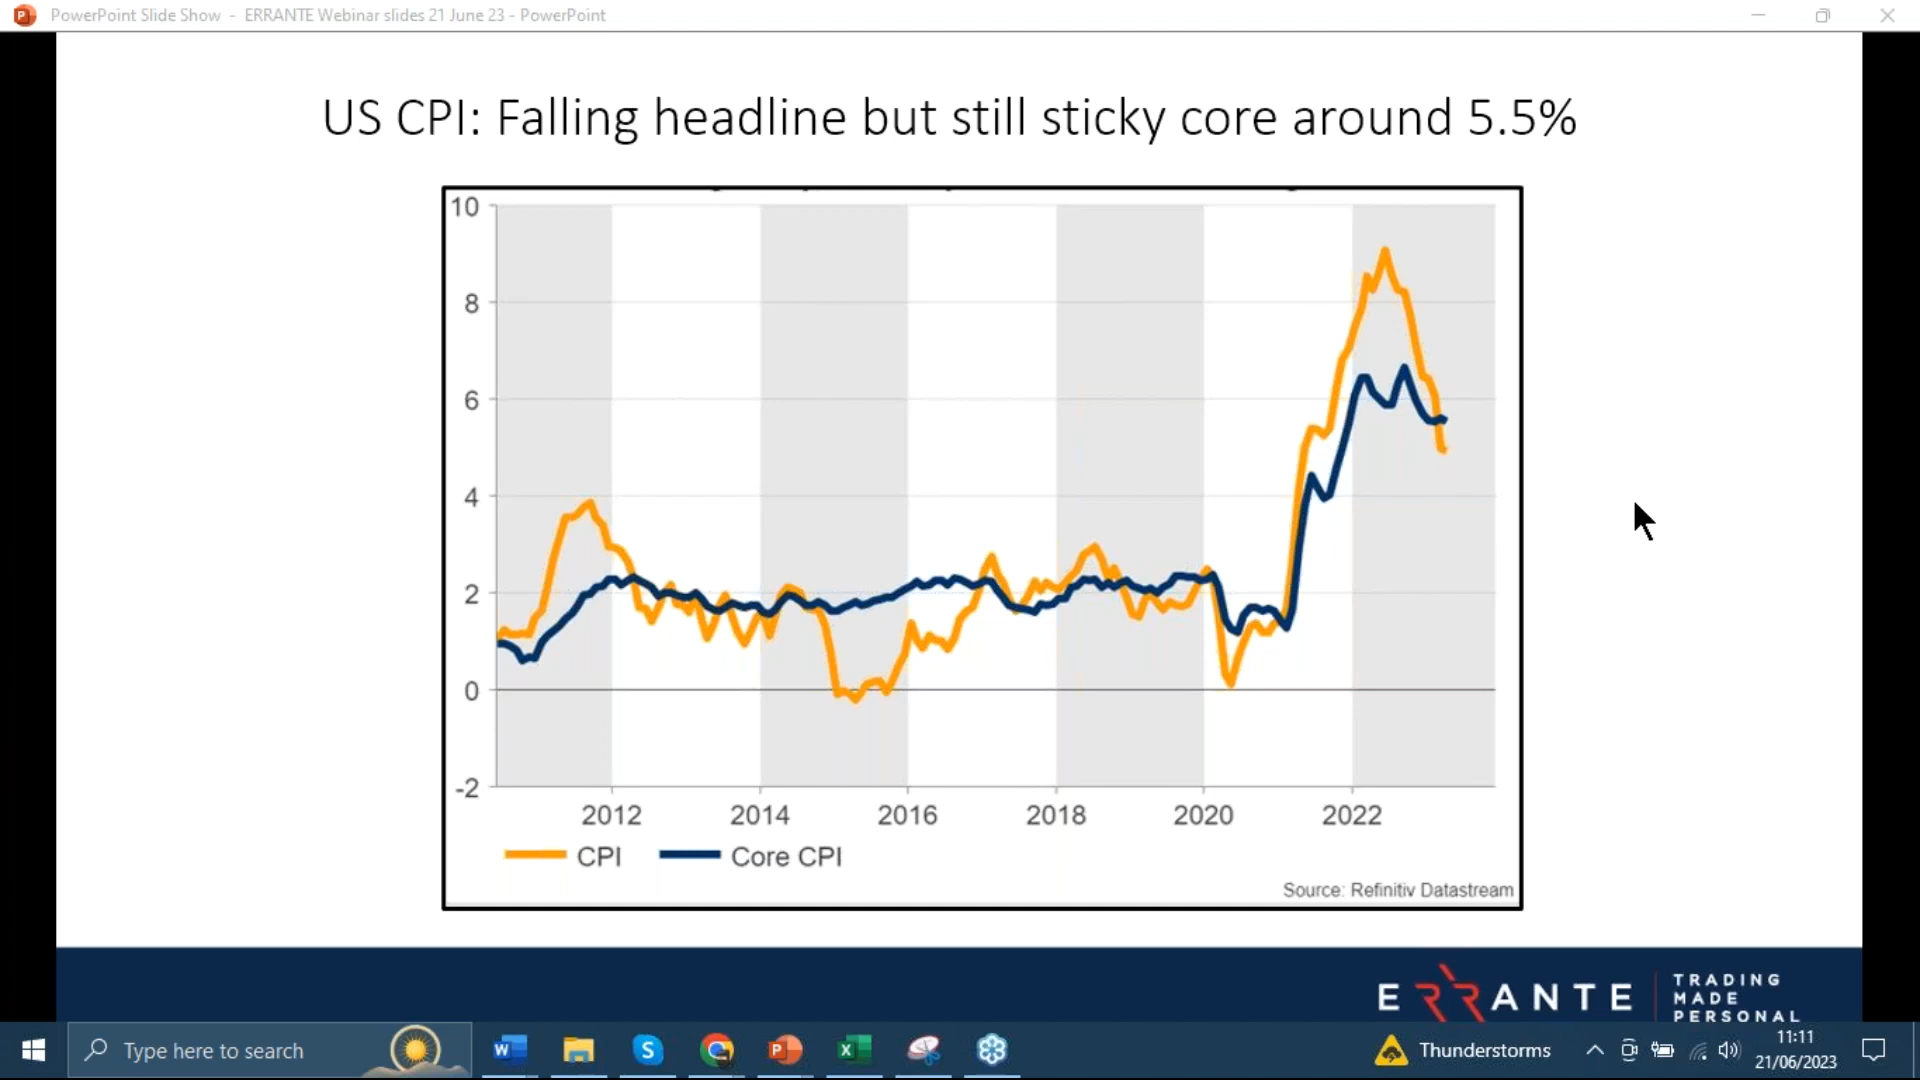 PowerPoint Slide Show - ERRANTE Webinar slides 21 June 23 - PowerPoint
US CPI: Falling headline but still sticky core around 5.5%
10
8
6
4
2
0
-2
2012 2014 2016 2018 2020 2022
CPI Core CPI
Source: Refinitiv Datastream
ERRANTE
TRADING
MADE
PERSONAL
Type here to search
Thunderstorms
11:11
21/06/2023